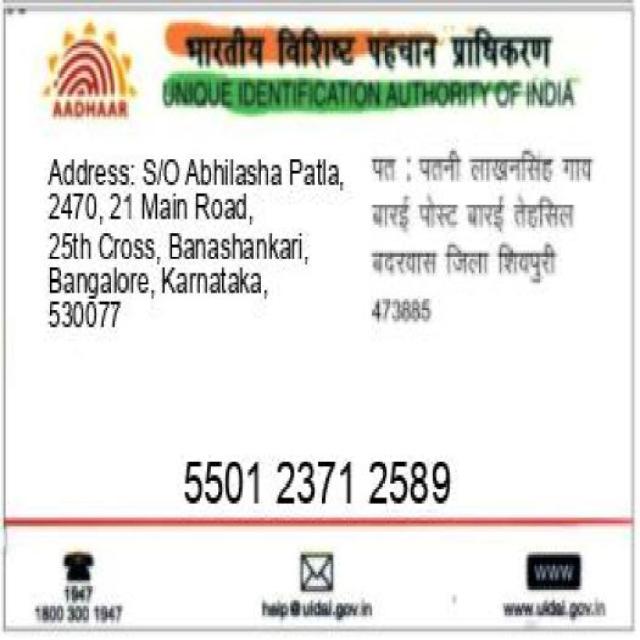 भारतीय विशिष्ट पहचान प्राधिकरण
UNIQUE IDENTIFICATION AUTHORITY OF INDIA
AADHAAR
Address: S/O Abhilasha Patla,
2470, 21 Main Road,
25th Cross, Banashankari,
Bangalore, Karnataka,
530077
पत : पतनी लाखनसिंह गाव
बारई पोस्ट बारई तेहसिल
बदरवास जिला शिवपुरी
473885
5501 2371 2589
1947
1800 300 1947
help@uidai.gov.in
www
www.uidai.gov.in